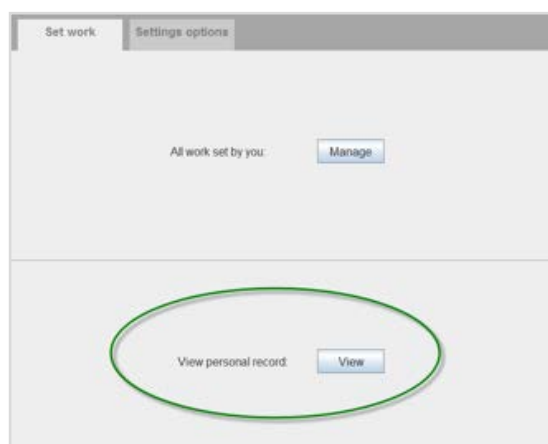 Set work Settings options
All work set by you: Manage
View personal record: View